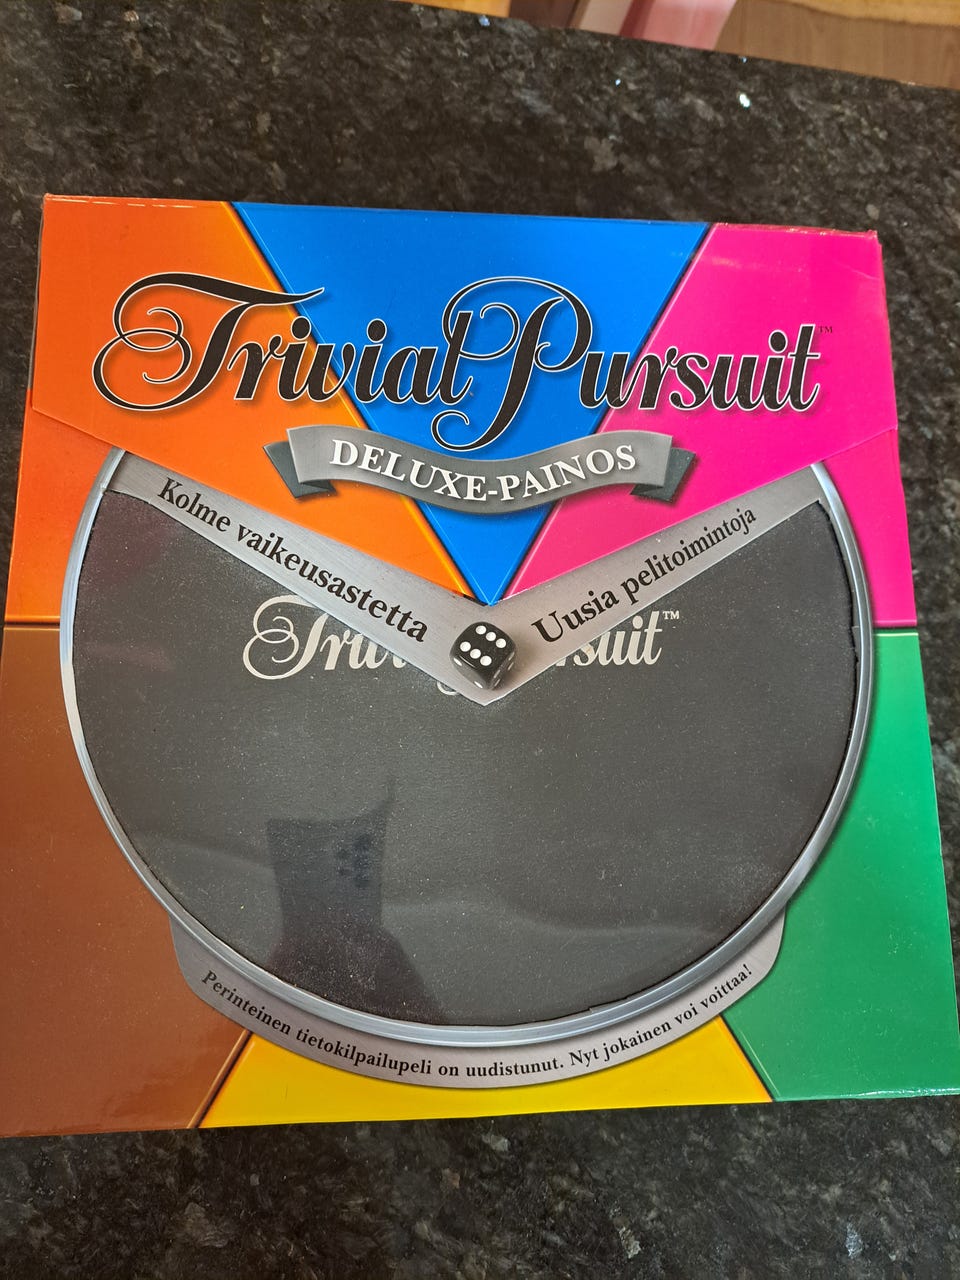 Trivial Pursuit™
DELUXE-PAINOS
Kolme vaikeusastetta
Uusia pelitoimintoja
Perinteinen tietokilpailupeli on uudistunut. Nyt jokainen voi voittaa!